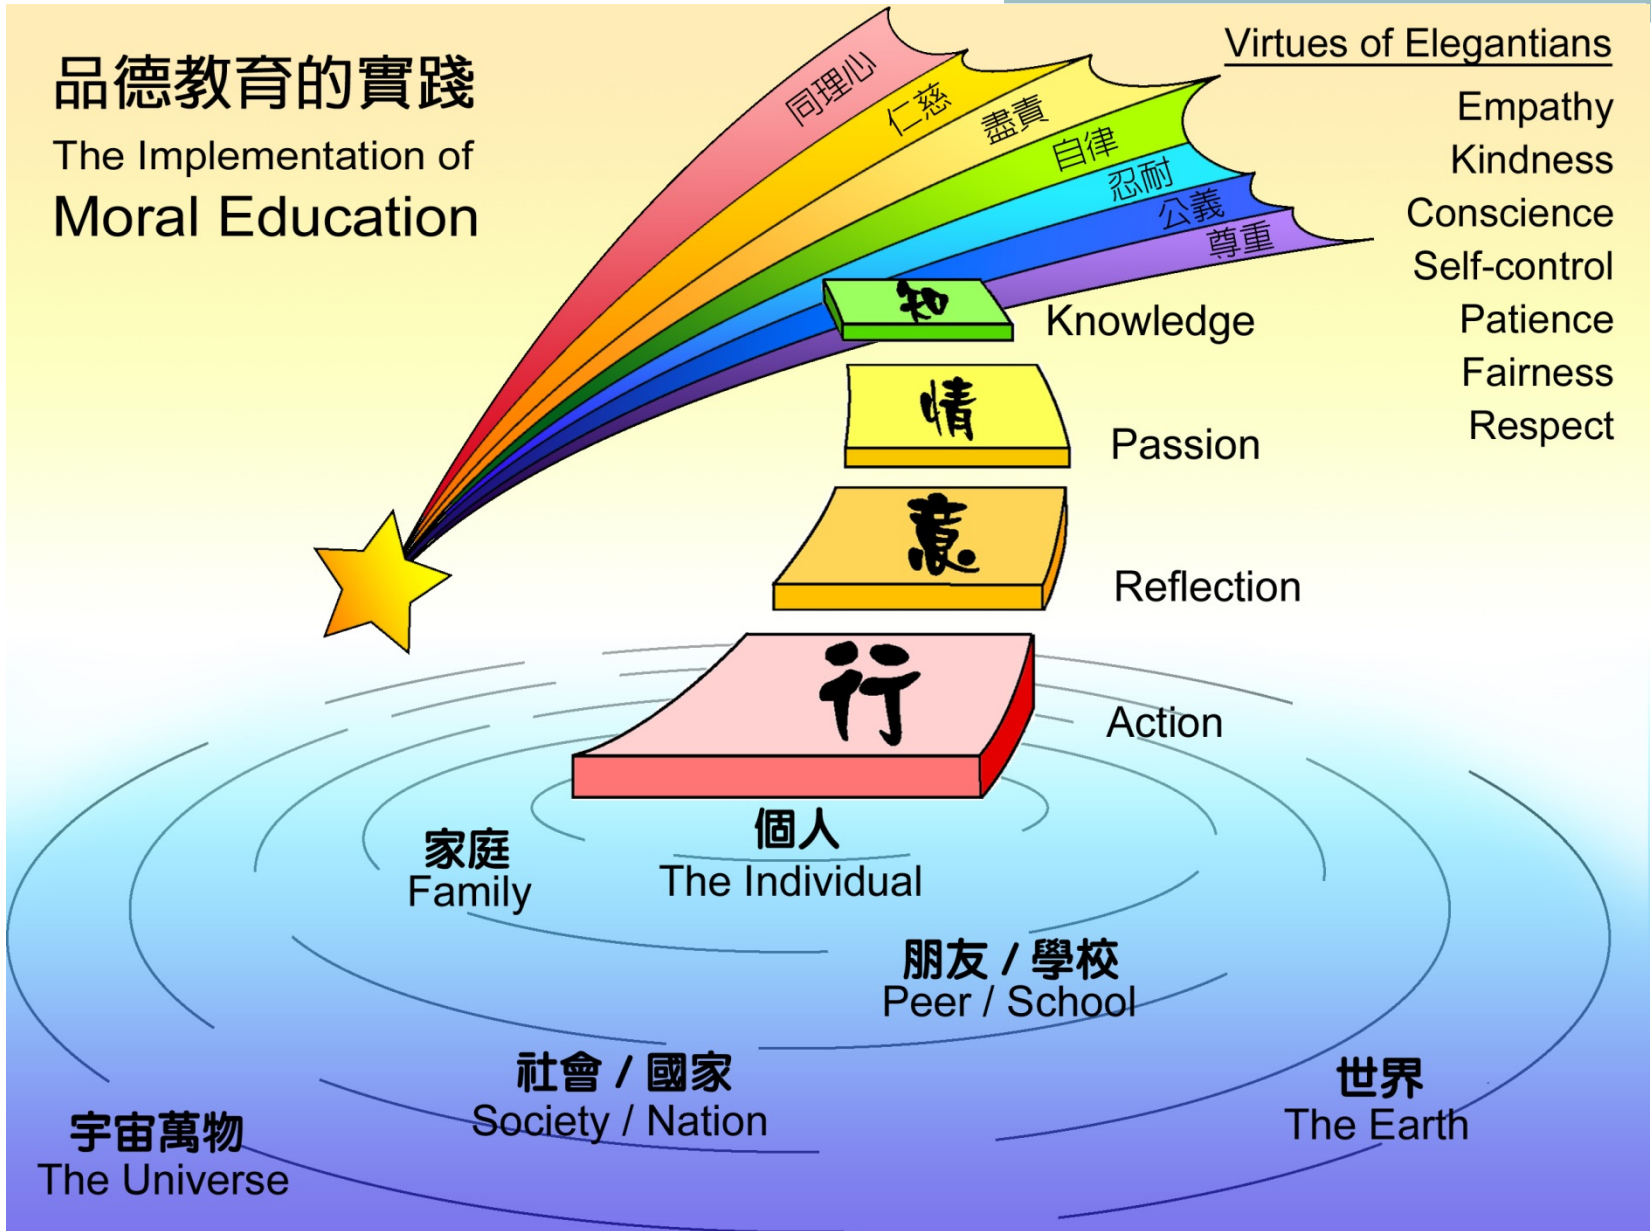 品德教育的實踐
The Implementation of
Moral Education
同理心
仁慈
盡責
自律
忍耐
公義
尊重
Virtues of Elegantians
Empathy
Kindness
Conscience
Self-control
Patience
Fairness
Respect
知
Knowledge
情
Passion
意
Reflection
行
Action
個人
The Individual
家庭
Family
朋友 / 學校
Peer / School
社會 / 國家
Society / Nation
世界
The Earth
宇宙萬物
The Universe